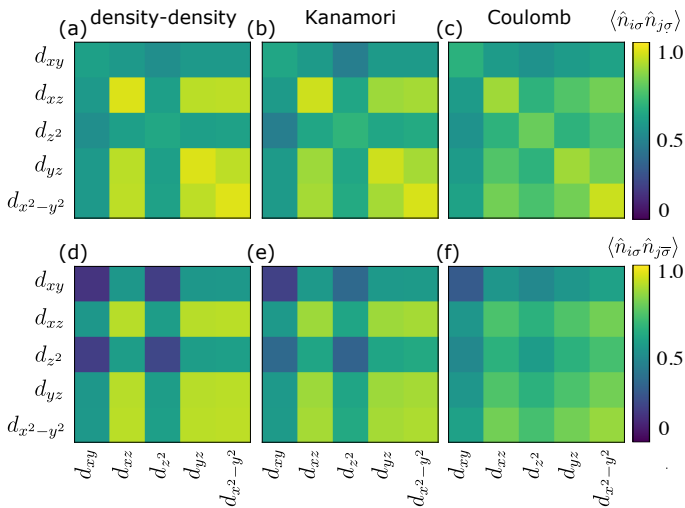 density-density Kanamori Coulomb
(a) (b) (c) ⟨n̂_{iσ}n̂_{jσ}⟩
d_{xy}
d_{xz}
d_{z^2}
d_{yz}
d_{x^2−y^2}
1.0
0.5
0
(d) (e) (f) ⟨n̂_{iσ}n̂_{jσ̅}⟩
d_{xy}
d_{xz}
d_{z^2}
d_{yz}
d_{x^2−y^2}
1.0
0.5
0
d_{xy} d_{xz} d_{z^2} d_{yz} d_{x^2−y^2} d_{xy} d_{xz} d_{z^2} d_{yz} d_{x^2−y^2} d_{xy} d_{xz} d_{z^2} d_{yz} d_{x^2−y^2}